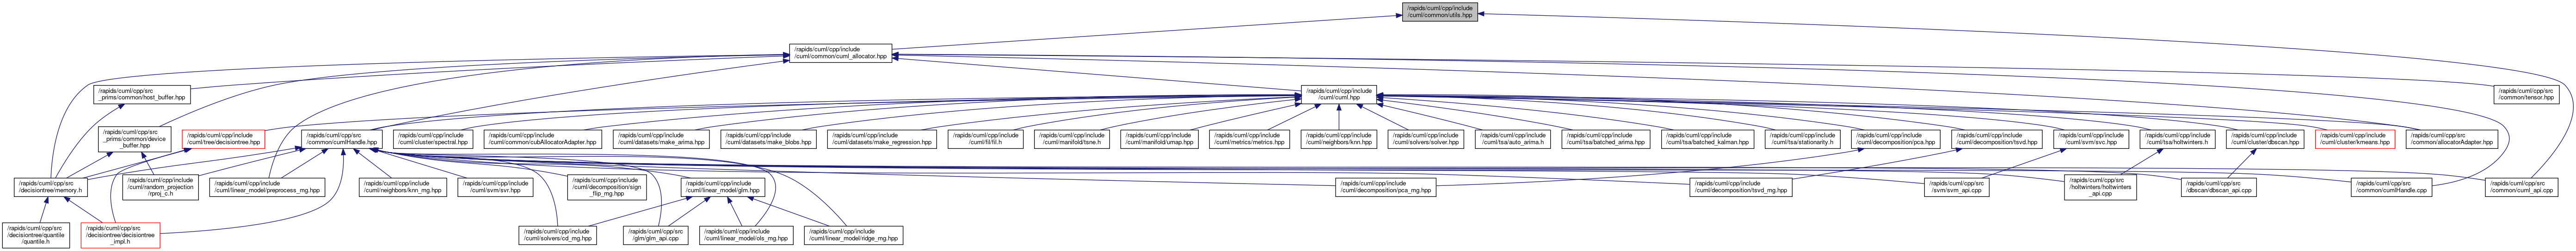 /rapids/cuml/cpp/include
/cuml/common/utils.hpp
/rapids/cuml/cpp/include
/cuml/common/cuml_allocator.hpp
/rapids/cuml/cpp/src
_prims/common/host_buffer.hpp
/rapids/cuml/cpp/include
/cuml/cuml.hpp
/rapids/cuml/cpp/src
/common/tensor.hpp
/rapids/cuml/cpp/src
_prims/common/device
_buffer.hpp
/rapids/cuml/cpp/include
/cuml/tree/decisiontree.hpp
/rapids/cuml/cpp/src
/common/cumlHandle.hpp
/rapids/cuml/cpp/include
/cuml/cluster/spectral.hpp
/rapids/cuml/cpp/include
/cuml/common/cubAllocatorAdapter.hpp
/rapids/cuml/cpp/include
/cuml/datasets/make_arima.hpp
/rapids/cuml/cpp/include
/cuml/datasets/make_blobs.hpp
/rapids/cuml/cpp/include
/cuml/datasets/make_regression.hpp
/rapids/cuml/cpp/include
/cuml/fil/fil.h
/rapids/cuml/cpp/include
/cuml/manifold/tsne.h
/rapids/cuml/cpp/include
/cuml/manifold/umap.hpp
/rapids/cuml/cpp/include
/cuml/metrics/metrics.hpp
/rapids/cuml/cpp/include
/cuml/neighbors/knn.hpp
/rapids/cuml/cpp/include
/cuml/solvers/solver.hpp
/rapids/cuml/cpp/include
/cuml/tsa/auto_arima.h
/rapids/cuml/cpp/include
/cuml/tsa/batched_arima.hpp
/rapids/cuml/cpp/include
/cuml/tsa/batched_kalman.hpp
/rapids/cuml/cpp/include
/cuml/tsa/stationarity.h
/rapids/cuml/cpp/include
/cuml/decomposition/pca.hpp
/rapids/cuml/cpp/include
/cuml/decomposition/tsvd.hpp
/rapids/cuml/cpp/include
/cuml/svm/svc.hpp
/rapids/cuml/cpp/include
/cuml/tsa/holtwinters.h
/rapids/cuml/cpp/include
/cuml/cluster/dbscan.hpp
/rapids/cuml/cpp/include
/cuml/cluster/kmeans.hpp
/rapids/cuml/cpp/src
/common/allocatorAdapter.hpp
/rapids/cuml/cpp/src
/decisiontree/memory.h
/rapids/cuml/cpp/include
/cuml/random_projection
/rproj_c.h
/rapids/cuml/cpp/include
/cuml/linear_model/preprocess_mg.hpp
/rapids/cuml/cpp/include
/cuml/neighbors/knn_mg.hpp
/rapids/cuml/cpp/include
/cuml/svm/svr.hpp
/rapids/cuml/cpp/include
/cuml/decomposition/sign
_flip_mg.hpp
/rapids/cuml/cpp/include
/cuml/linear_model/glm.hpp
/rapids/cuml/cpp/include
/cuml/decomposition/pca_mg.hpp
/rapids/cuml/cpp/include
/cuml/decomposition/tsvd_mg.hpp
/rapids/cuml/cpp/src
/svm/svm_api.cpp
/rapids/cuml/cpp/src
/holtwinters/holtwinters
_api.cpp
/rapids/cuml/cpp/src
/dbscan/dbscan_api.cpp
/rapids/cuml/cpp/src
/common/cumlHandle.cpp
/rapids/cuml/cpp/src
/common/cuml_api.cpp
/rapids/cuml/cpp/src
/decisiontree/quantile
/quantile.h
/rapids/cuml/cpp/src
/decisiontree/decisiontree
_impl.h
/rapids/cuml/cpp/include
/cuml/solvers/cd_mg.hpp
/rapids/cuml/cpp/src
/glm/glm_api.cpp
/rapids/cuml/cpp/include
/cuml/linear_model/ols_mg.hpp
/rapids/cuml/cpp/include
/cuml/linear_model/ridge_mg.hpp